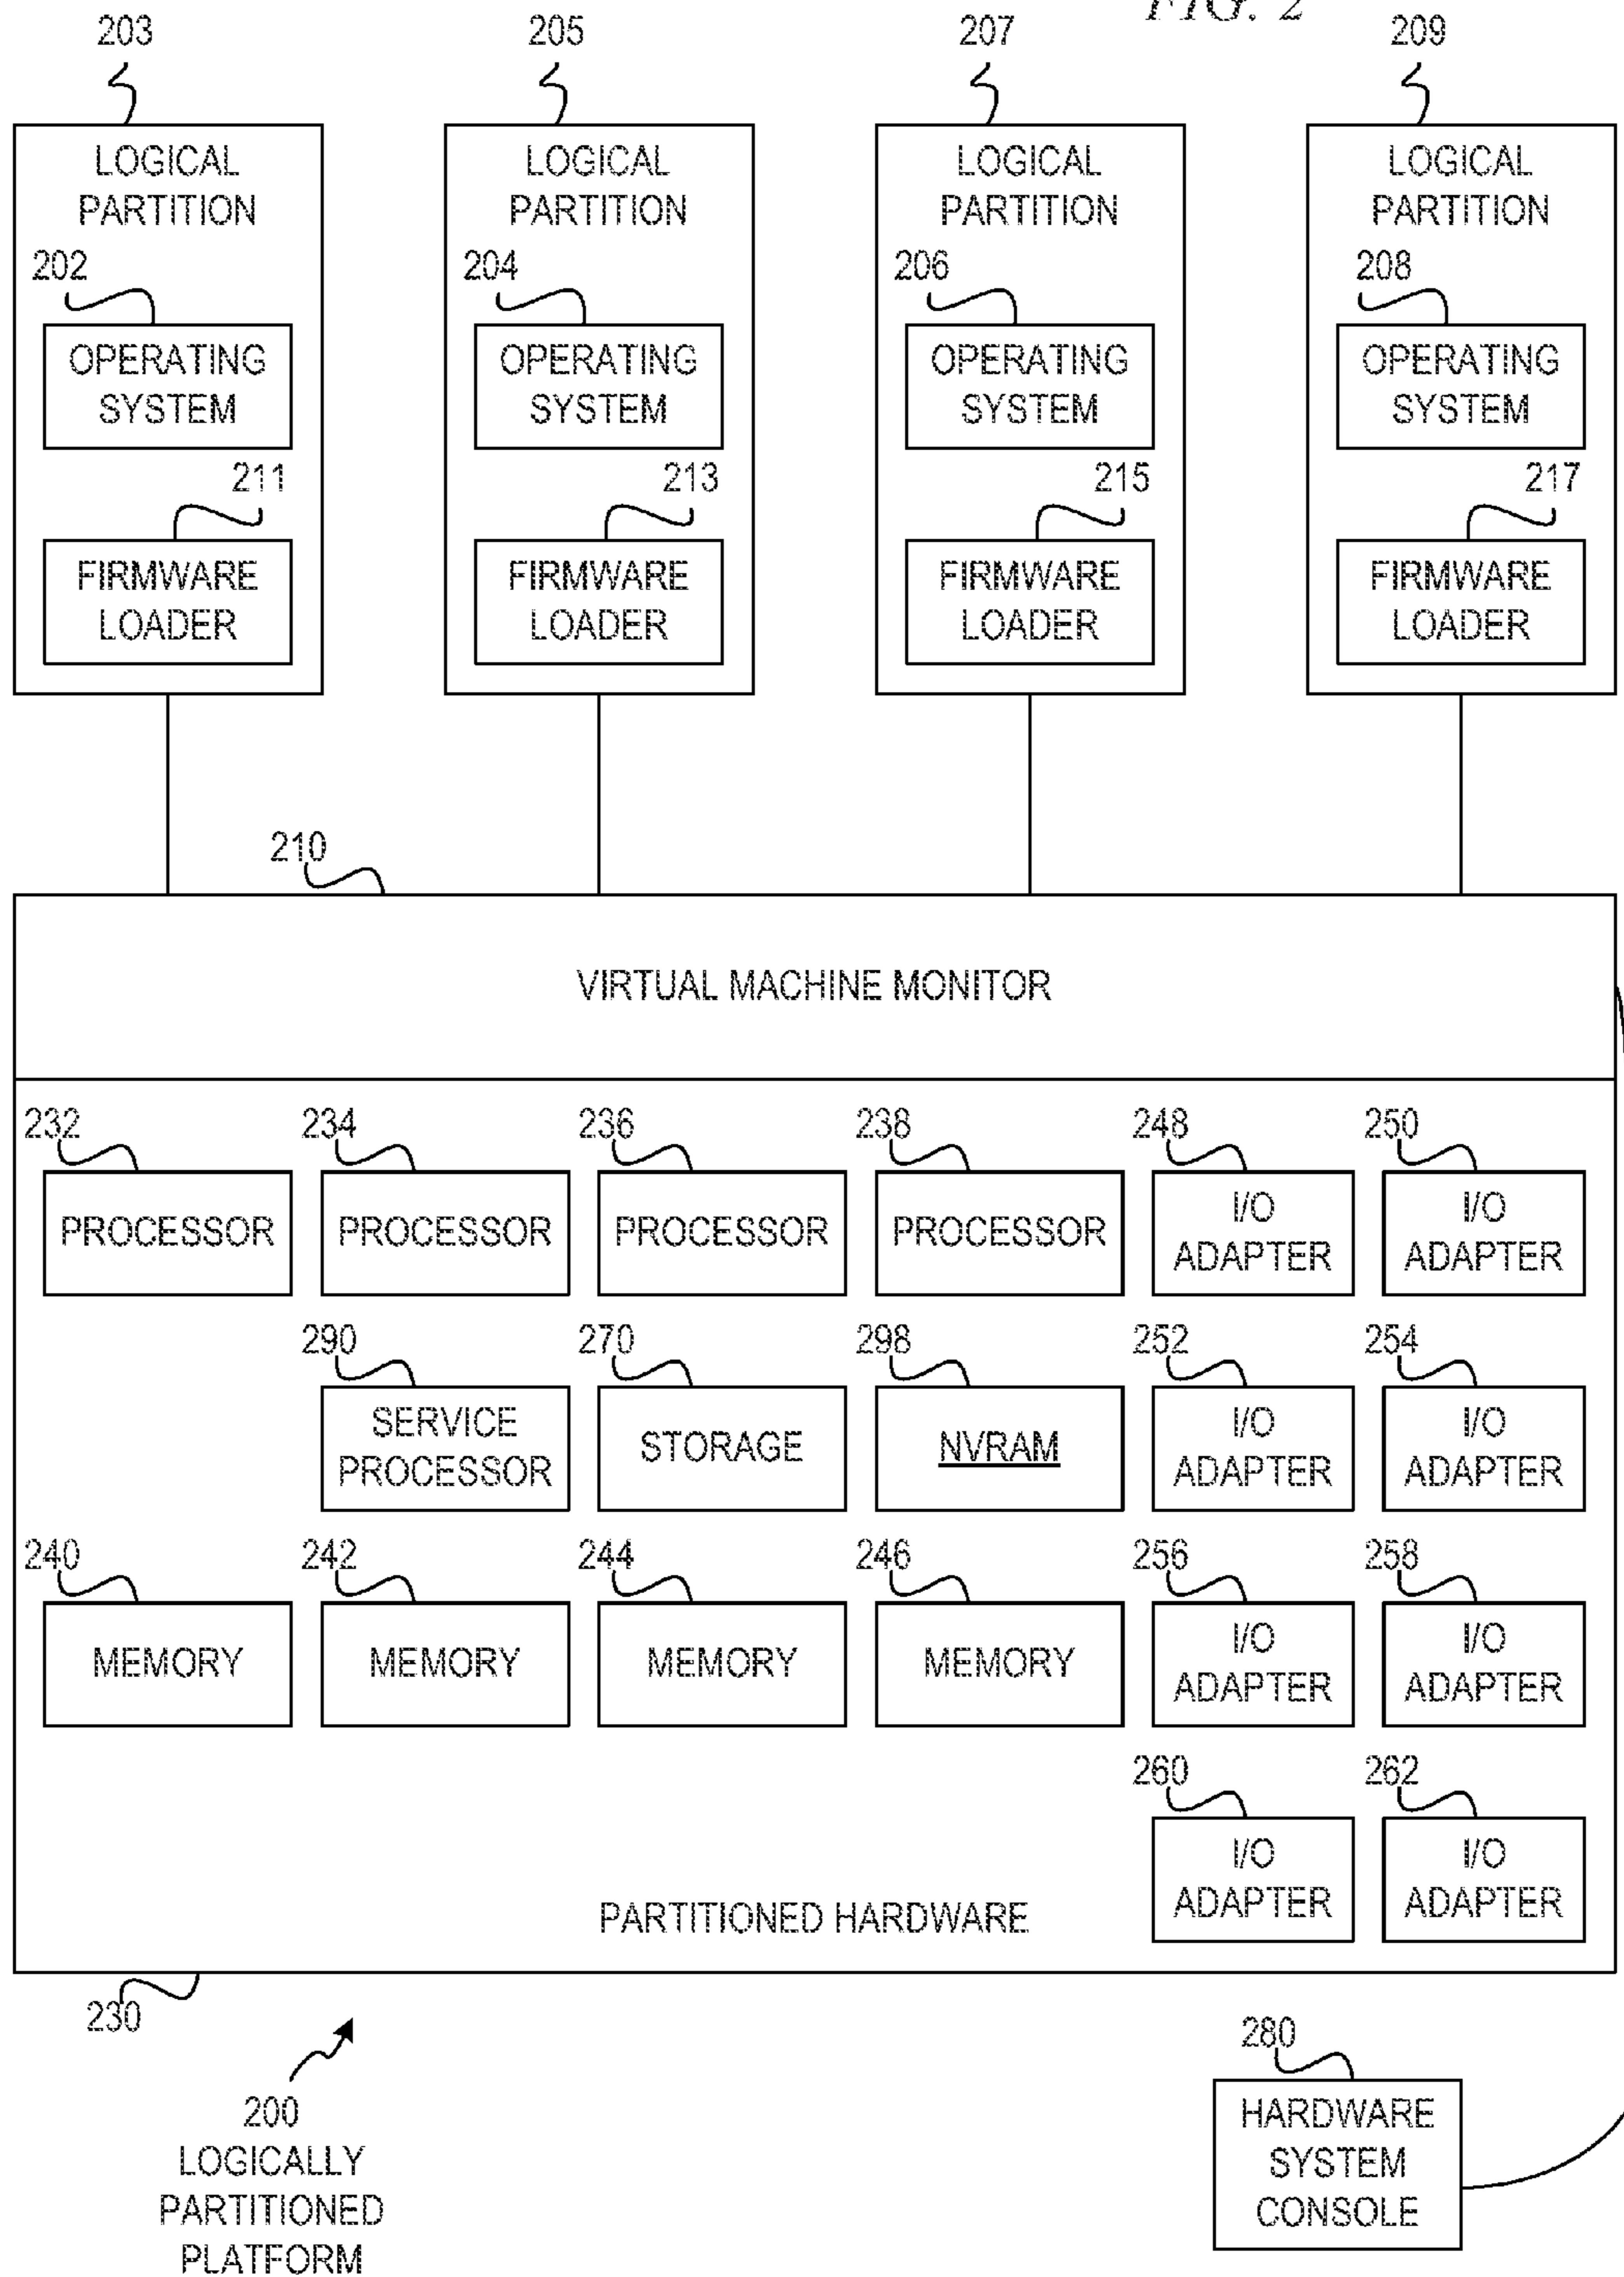 FIG. 2
203 205 207 209
LOGICAL PARTITION
LOGICAL PARTITION
LOGICAL PARTITION
LOGICAL PARTITION
202 204 206 208
OPERATING SYSTEM
OPERATING SYSTEM
OPERATING SYSTEM
OPERATING SYSTEM
211 213 215 217
FIRMWARE LOADER
FIRMWARE LOADER
FIRMWARE LOADER
FIRMWARE LOADER
210
VIRTUAL MACHINE MONITOR
232 234 236 238 248 250
PROCESSOR PROCESSOR PROCESSOR PROCESSOR
I/O ADAPTER
I/O ADAPTER
290 270 298 252 254
SERVICE PROCESSOR
STORAGE
NVRAM
I/O ADAPTER
I/O ADAPTER
240 242 244 246 256 258
MEMORY MEMORY MEMORY MEMORY
I/O ADAPTER
I/O ADAPTER
260 262
I/O ADAPTER
I/O ADAPTER
PARTITIONED HARDWARE
230
200
LOGICALLY
PARTITIONED
PLATFORM
280
HARDWARE
SYSTEM
CONSOLE